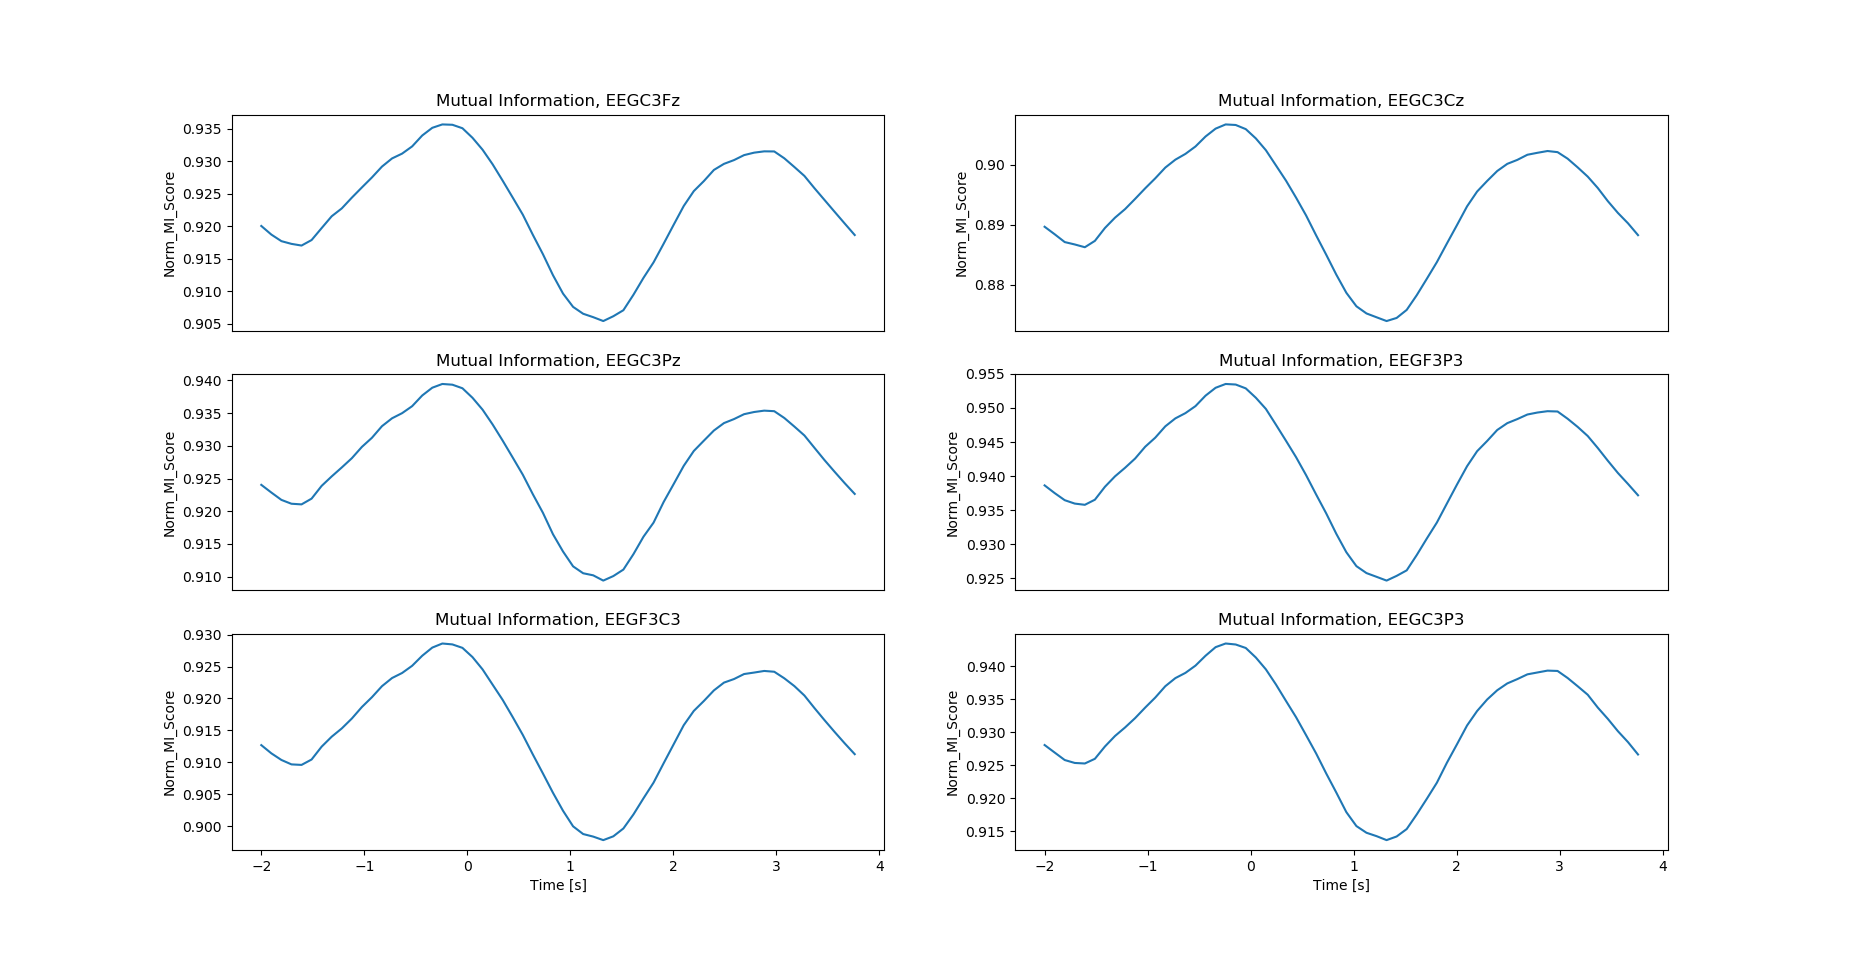 Mutual Information, EEGC3Fz
Norm_MI_Score
0.935
0.930
0.925
0.920
0.915
0.910
0.905
Mutual Information, EEGC3Cz
Norm_MI_Score
0.90
0.89
0.88
Mutual Information, EEGC3Pz
Norm_MI_Score
0.940
0.935
0.930
0.925
0.920
0.915
0.910
Mutual Information, EEGF3P3
Norm_MI_Score
0.955
0.950
0.945
0.940
0.935
0.930
0.925
Mutual Information, EEGF3C3
Norm_MI_Score
0.930
0.925
0.920
0.915
0.910
0.905
0.900
−2 −1 0 1 2 3 4
Time [s]
Mutual Information, EEGC3P3
Norm_MI_Score
0.940
0.935
0.930
0.925
0.920
0.915
−2 −1 0 1 2 3 4
Time [s]